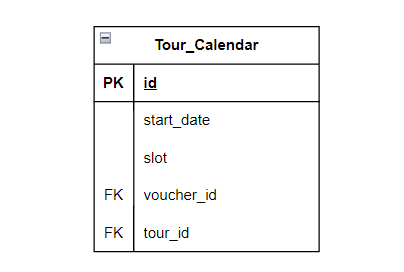 Tour_Calendar
PK id
start_date
slot
FK voucher_id
FK tour_id